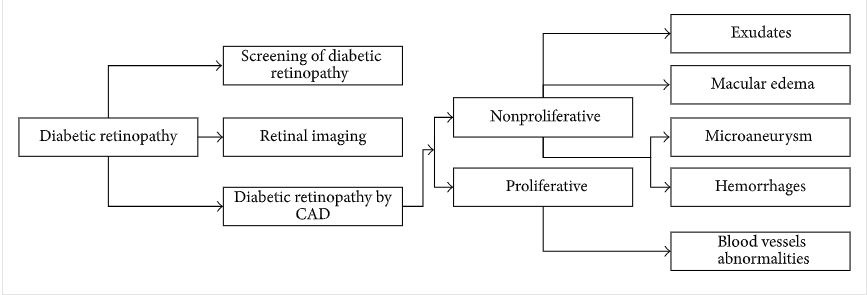 Diabetic retinopathy
Screening of diabetic
retinopathy
Retinal imaging
Diabetic retinopathy by
CAD
Nonproliferative
Proliferative
Exudates
Macular edema
Microaneurysm
Hemorrhages
Blood vessels
abnormalities